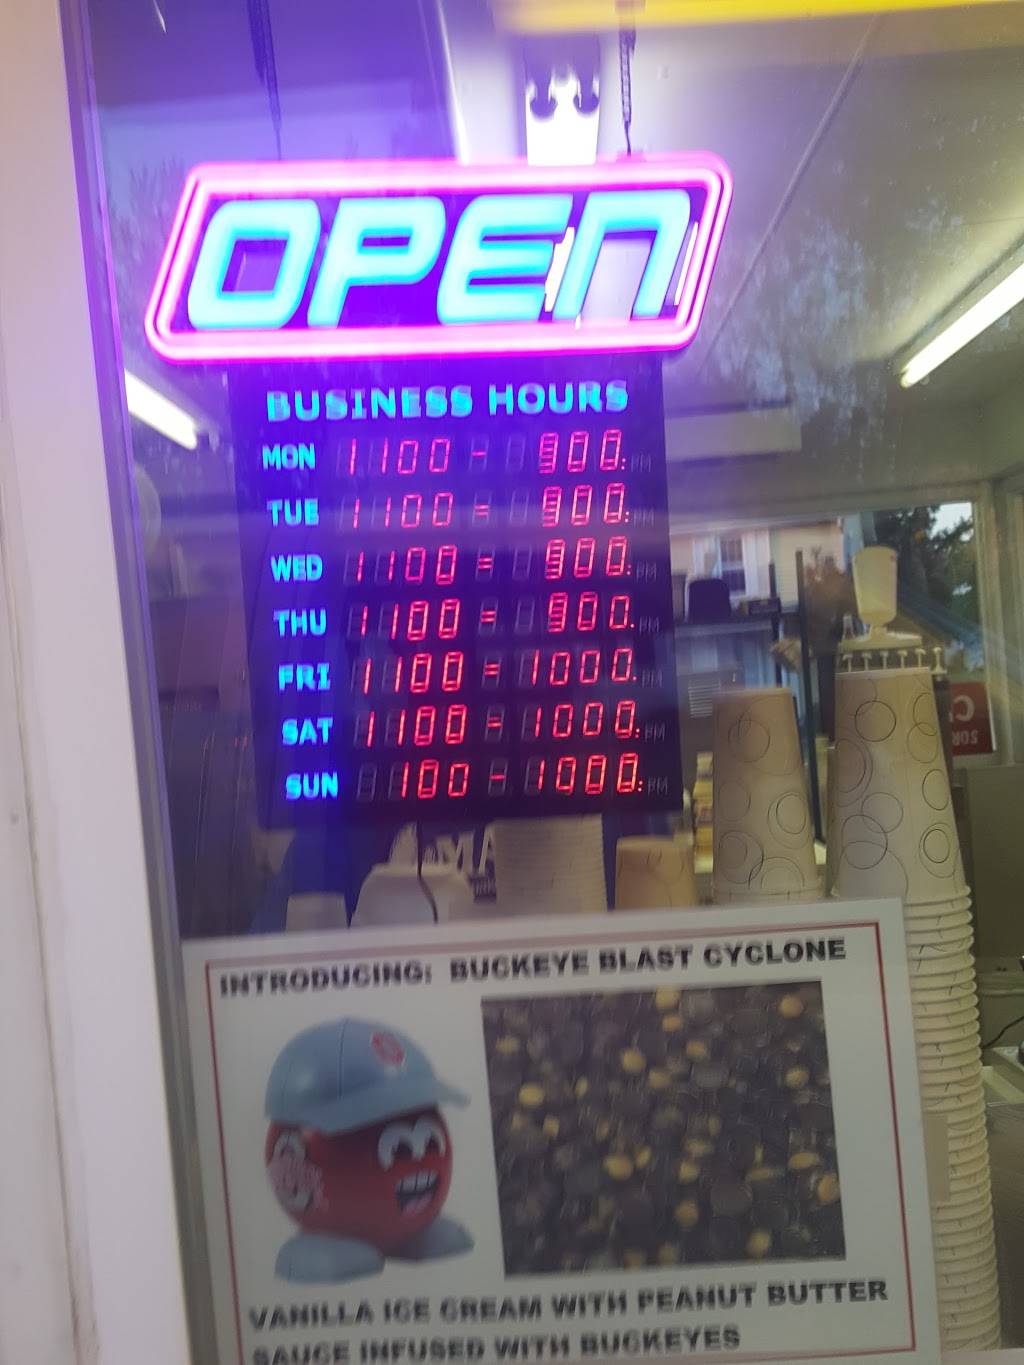 OPEN
BUSINESS HOURS
MON 1100 - 900
TUE 1100 - 900
WED 1100 - 900
THU 1100 - 900
FRI 1100 - 1000
SAT 1100 - 1000
SUN 100 - 1000
INTRODUCING: BUCKEYE BLAST CYCLONE
VANILLA ICE CREAM WITH PEANUT BUTTER
SAUCE INFUSED WITH BUCKEYES